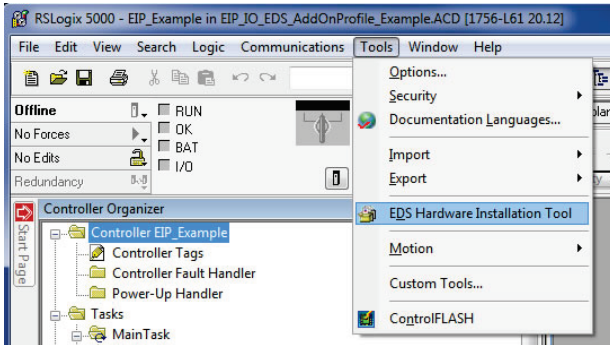 RSLogix 5000 - EIP_Example in EIP_IO_EDS_AddOnProfile_Example.ACD [1756-L61 20.12]
File Edit View Search Logic Communications Tools Window Help
Options...
Security
Documentation Languages...
Import
Export
EDS Hardware Installation Tool
Motion
Custom Tools...
ControlFLASH
Offline
RUN
No Forces
OK
No Edits
BAT
Redundancy
I/O
Start Page
Controller Organizer
Controller EIP_Example
Controller Tags
Controller Fault Handler
Power-Up Handler
Tasks
MainTask